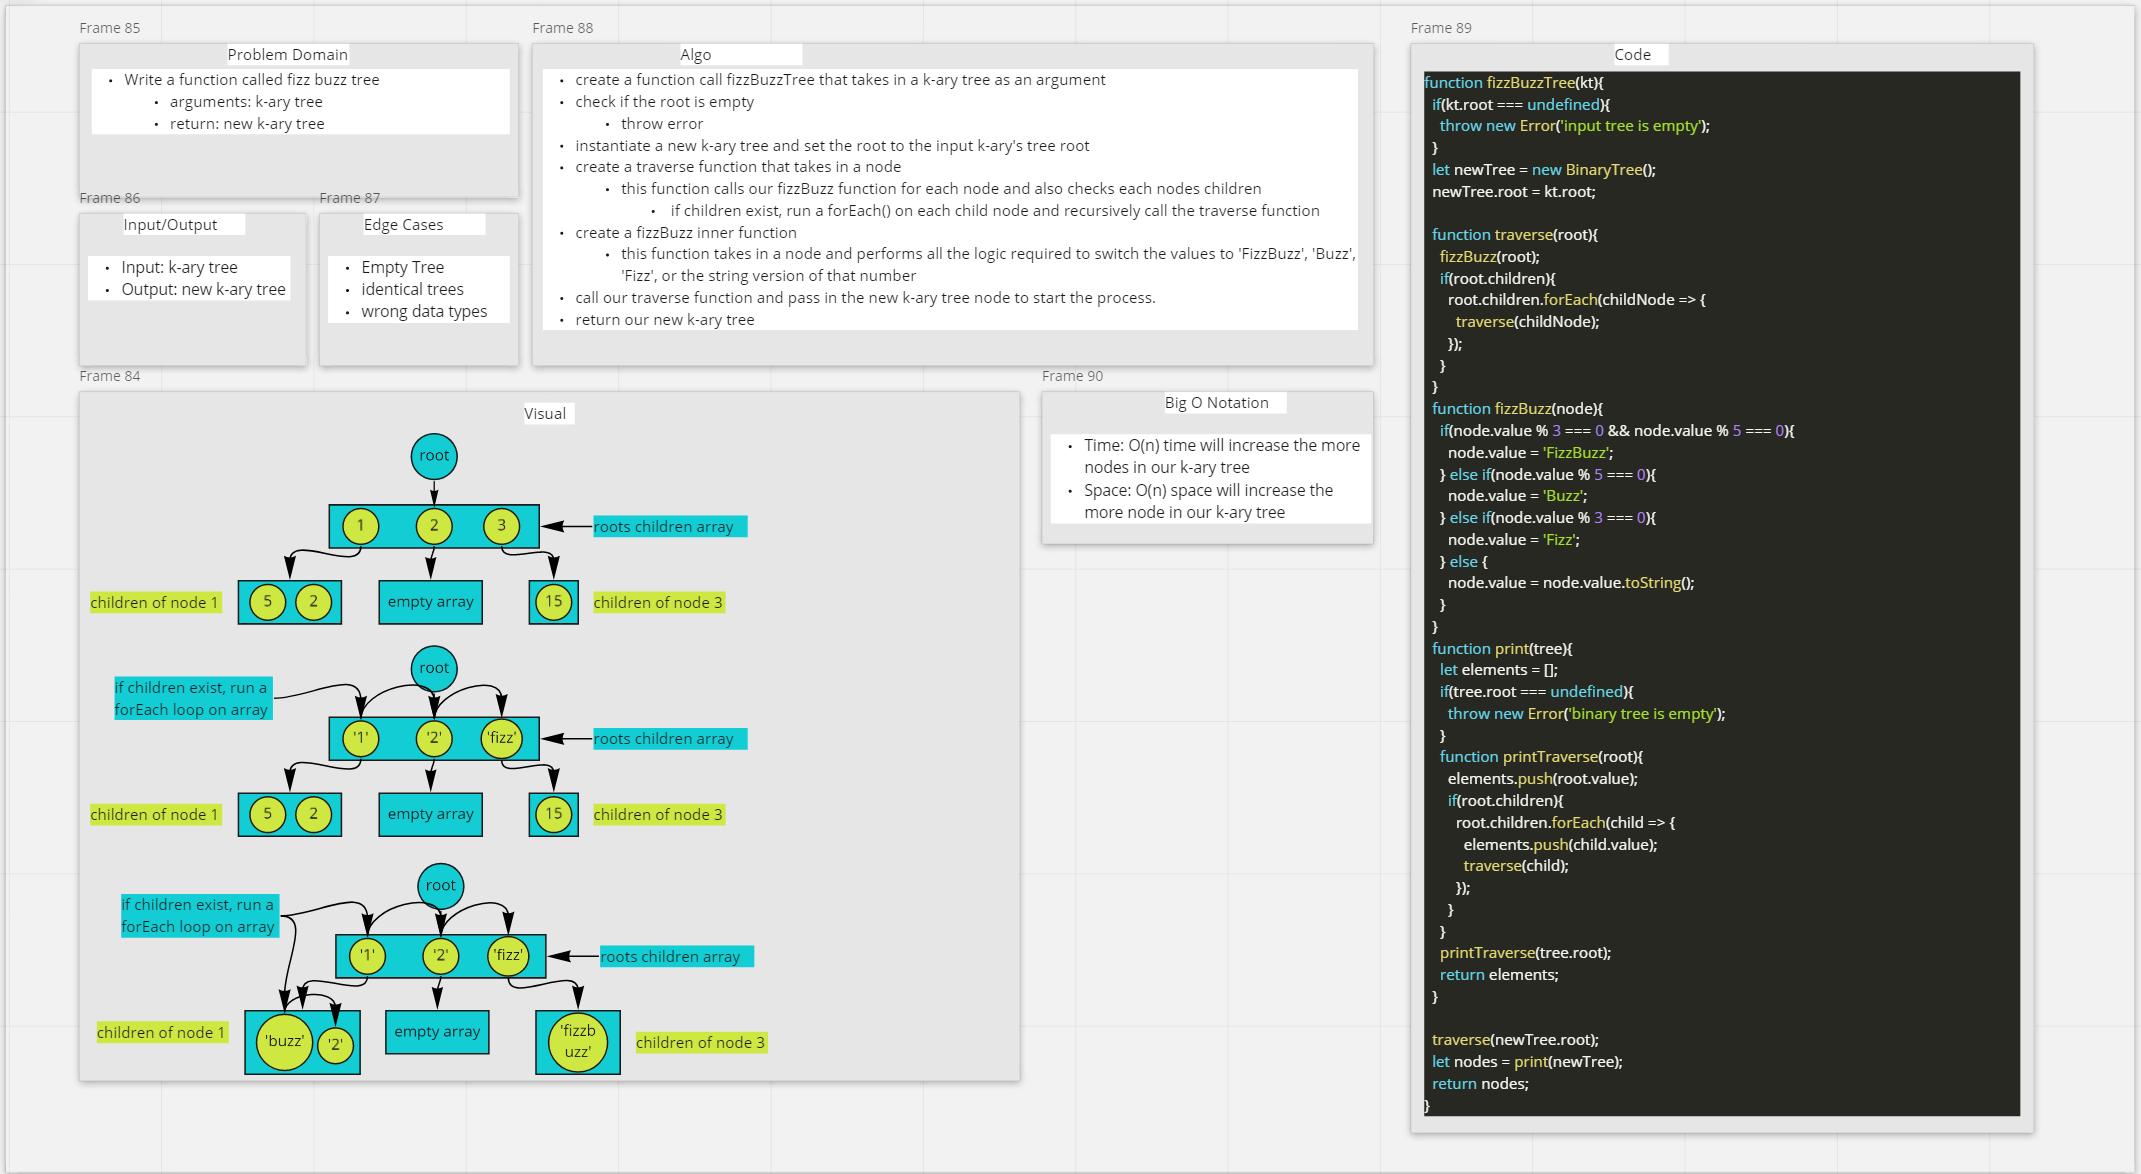 Frame 85
Problem Domain
• Write a function called fizz buzz tree
• arguments: k-ary tree
• return: new k-ary tree
Frame 86
Input/Output
• Input: k-ary tree
• Output: new k-ary tree
Frame 87
Edge Cases
• Empty Tree
• identical trees
• wrong data types
Frame 88
Algo
• create a function call fizzBuzzTree that takes in a k-ary tree as an argument
• check if the root is empty
• throw error
• instantiate a new k-ary tree and set the root to the input k-ary's tree root
• create a traverse function that takes in a node
• this function calls our fizzBuzz function for each node and also checks each nodes children
• if children exist, run a forEach() on each child node and recursively call the traverse function
• create a fizzBuzz inner function
• this function takes in a node and performs all the logic required to switch the values to 'FizzBuzz', 'Buzz',
'Fizz', or the string version of that number
• call our traverse function and pass in the new k-ary tree node to start the process.
• return our new k-ary tree
Frame 84
Visual
root
1 2 3
roots children array
children of node 1
5 2
empty array
15
children of node 3
root
if children exist, run a
forEach loop on array
'1' '2' 'fizz'
roots children array
children of node 1
5 2
empty array
15
children of node 3
root
if children exist, run a
forEach loop on array
'1' '2' 'fizz'
roots children array
children of node 1
'buzz' '2'
empty array
'fizzb
uzz'
children of node 3
Frame 90
Big O Notation
• Time: O(n) time will increase the more
nodes in our k-ary tree
• Space: O(n) space will increase the
more node in our k-ary tree
Frame 89
Code
function fizzBuzzTree(kt){
if(kt.root === undefined){
throw new Error('input tree is empty');
}
let newTree = new BinaryTree();
newTree.root = kt.root;
function traverse(root){
fizzBuzz(root);
if(root.children){
root.children.forEach(childNode => {
traverse(childNode);
});
}
}
function fizzBuzz(node){
if(node.value % 3 === 0 && node.value % 5 === 0){
node.value = 'FizzBuzz';
} else if(node.value % 5 === 0){
node.value = 'Buzz';
} else if(node.value % 3 === 0){
node.value = 'Fizz';
} else {
node.value = node.value.toString();
}
}
function print(tree){
let elements = [];
if(tree.root === undefined){
throw new Error('binary tree is empty');
}
function printTraverse(root){
elements.push(root.value);
if(root.children){
root.children.forEach(child => {
elements.push(child.value);
traverse(child);
});
}
}
printTraverse(tree.root);
return elements;
}
traverse(newTree.root);
let nodes = print(newTree);
return nodes;
}